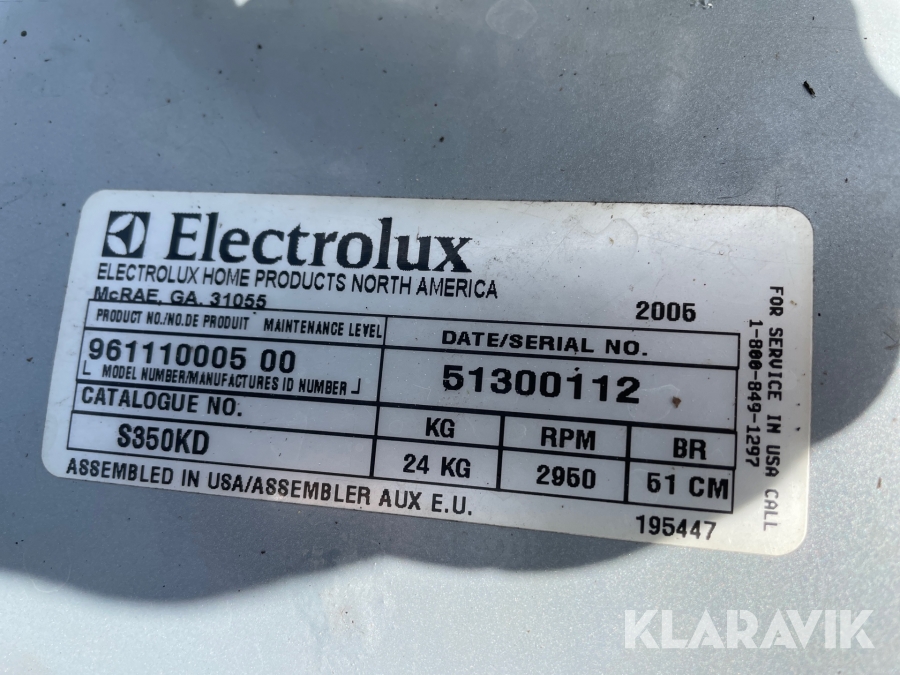 Electrolux
ELECTROLUX HOME PRODUCTS NORTH AMERICA
McRAE, GA. 31055
2005
PRODUCT NO./NO.DE PRODUIT MAINTENANCE LEVEL
961110005 00
MODEL NUMBER/MANUFACTURES ID NUMBER
DATE/SERIAL NO.
51300112
CATALOGUE NO.
S350KD
KG
24 KG
RPM
2950
BR
51 CM
ASSEMBLED IN USA/ASSEMBLER AUX E.U.
195447
FOR SERVICE IN USA CALL
1-800-849-1297
KLARAVIK